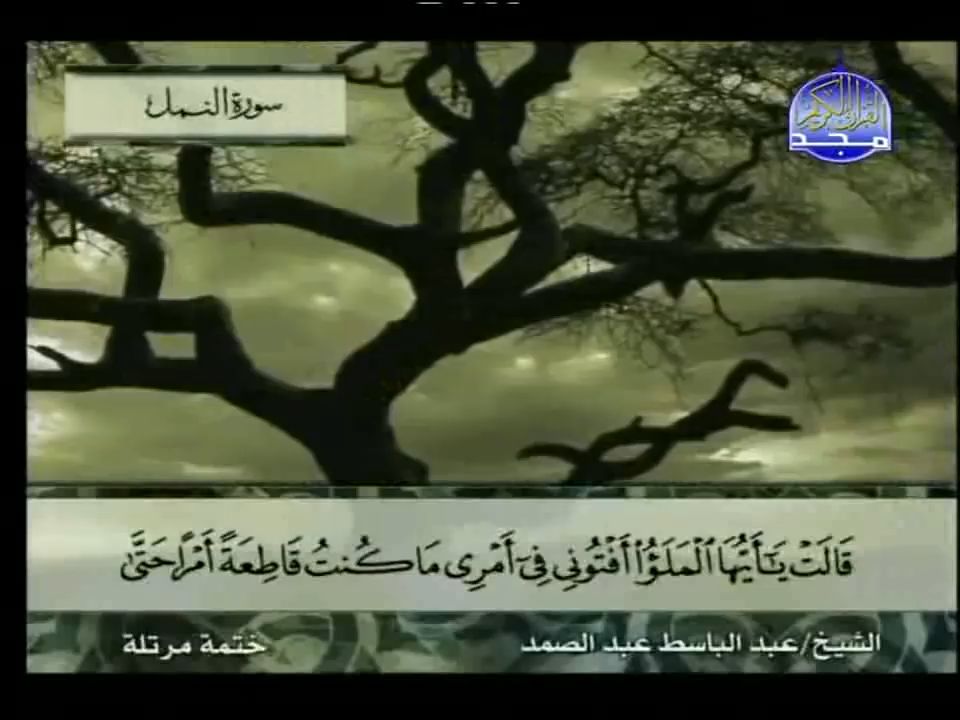 سورة النمل
القرآن الكريم
مجد
قَالَتْ يَـٰٓأَيُّهَا ٱلْمَلَؤُا۟ أَفْتُونِى فِىٓ أَمْرِى مَا كُنتُ قَاطِعَةً أَمْرًا حَتَّىٰ
الشيخ/عبد الباسط عبد الصمد
ختمة مرتلة